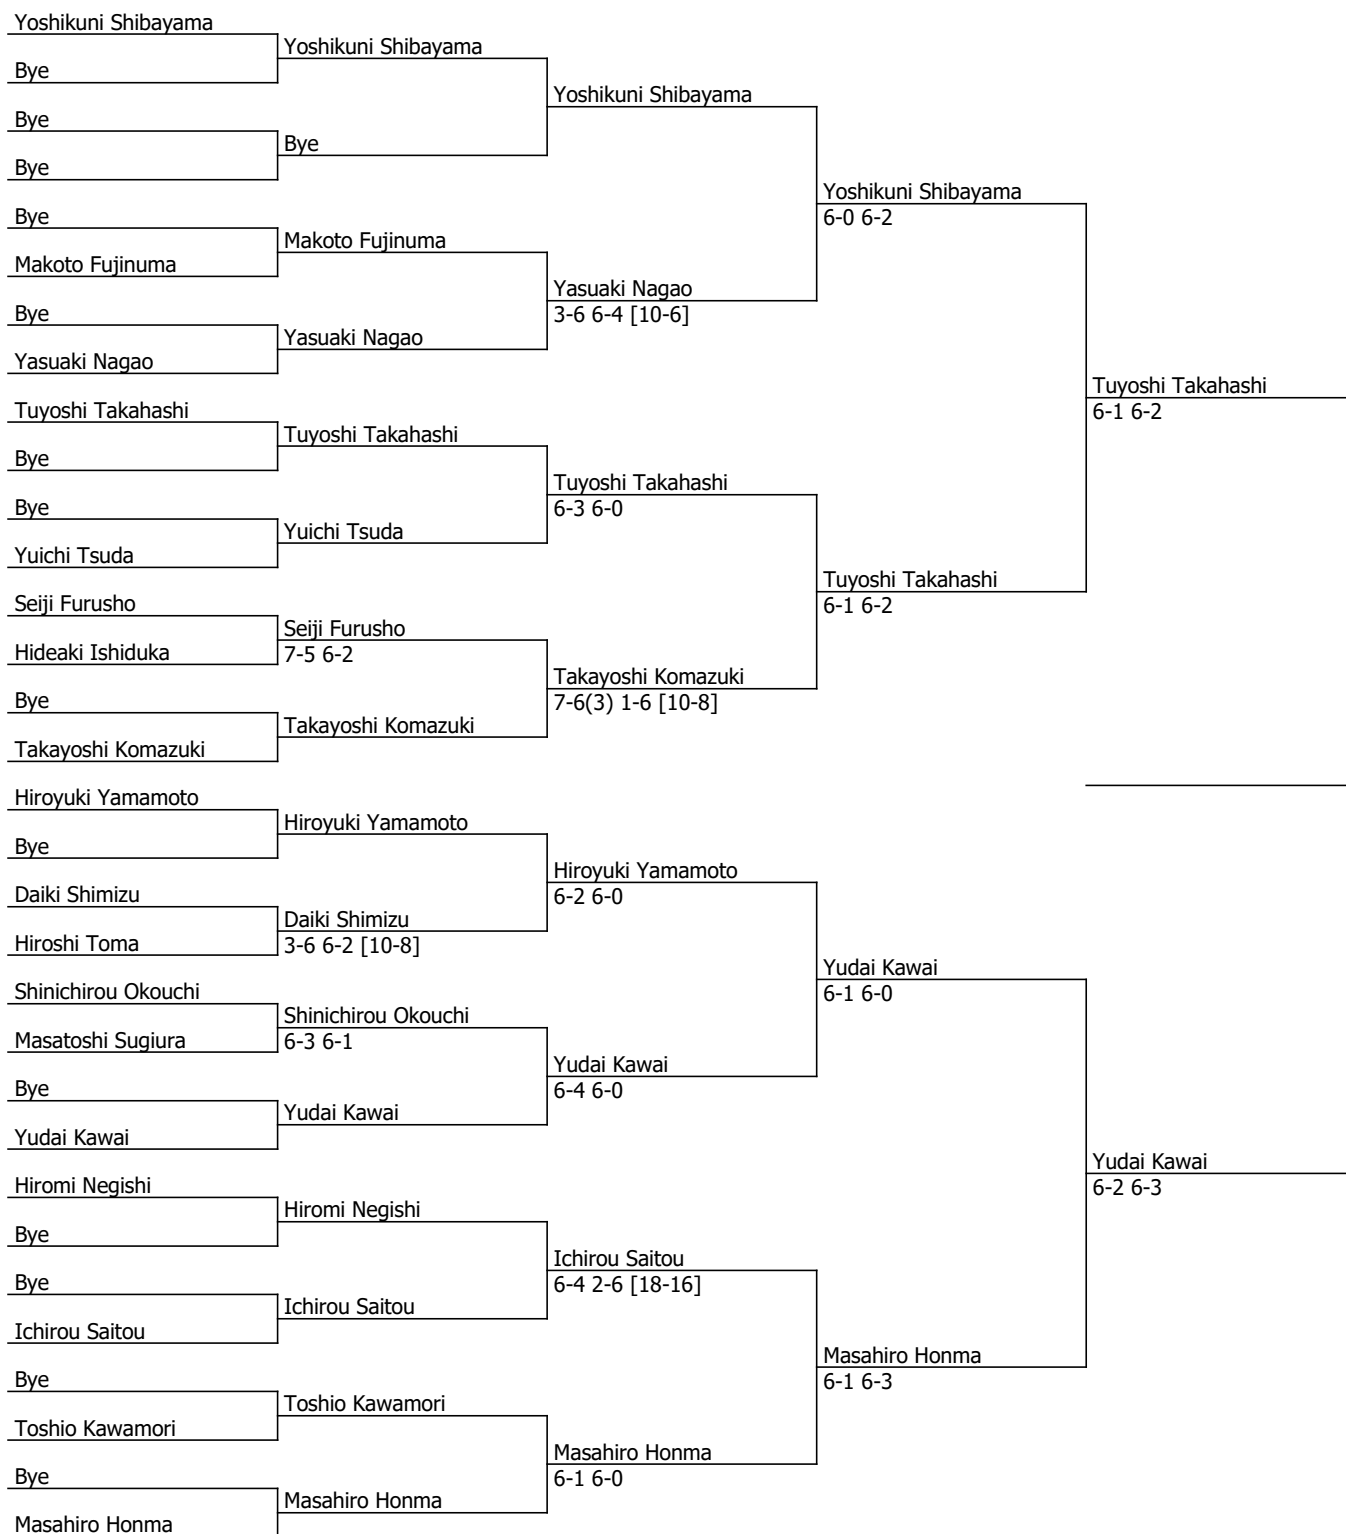 Yoshikuni Shibayama
Bye
Bye
Bye
Bye
Makoto Fujinuma
Bye
Yasuaki Nagao
Tuyoshi Takahashi
Bye
Bye
Yuichi Tsuda
Seiji Furusho
Hideaki Ishiduka
Bye
Takayoshi Komazuki
Hiroyuki Yamamoto
Bye
Daiki Shimizu
Hiroshi Toma
Shinichirou Okouchi
Masatoshi Sugiura
Bye
Yudai Kawai
Hiromi Negishi
Bye
Bye
Ichirou Saitou
Bye
Toshio Kawamori
Bye
Masahiro Honma
Yoshikuni Shibayama
Bye
Makoto Fujinuma
Yasuaki Nagao
Tuyoshi Takahashi
Yuichi Tsuda
Seiji Furusho
7-5 6-2
Takayoshi Komazuki
Hiroyuki Yamamoto
Daiki Shimizu
3-6 6-2 [10-8]
Shinichirou Okouchi
6-3 6-1
Yudai Kawai
Hiromi Negishi
Ichirou Saitou
Toshio Kawamori
Masahiro Honma
Yoshikuni Shibayama
Yasuaki Nagao
3-6 6-4 [10-6]
Tuyoshi Takahashi
6-3 6-0
Takayoshi Komazuki
7-6(3) 1-6 [10-8]
Hiroyuki Yamamoto
6-2 6-0
Yudai Kawai
6-4 6-0
Ichirou Saitou
6-4 2-6 [18-16]
Masahiro Honma
6-1 6-0
Yoshikuni Shibayama
6-0 6-2
Tuyoshi Takahashi
6-1 6-2
Yudai Kawai
6-1 6-0
Masahiro Honma
6-1 6-3
Tuyoshi Takahashi
6-1 6-2
Yudai Kawai
6-2 6-3